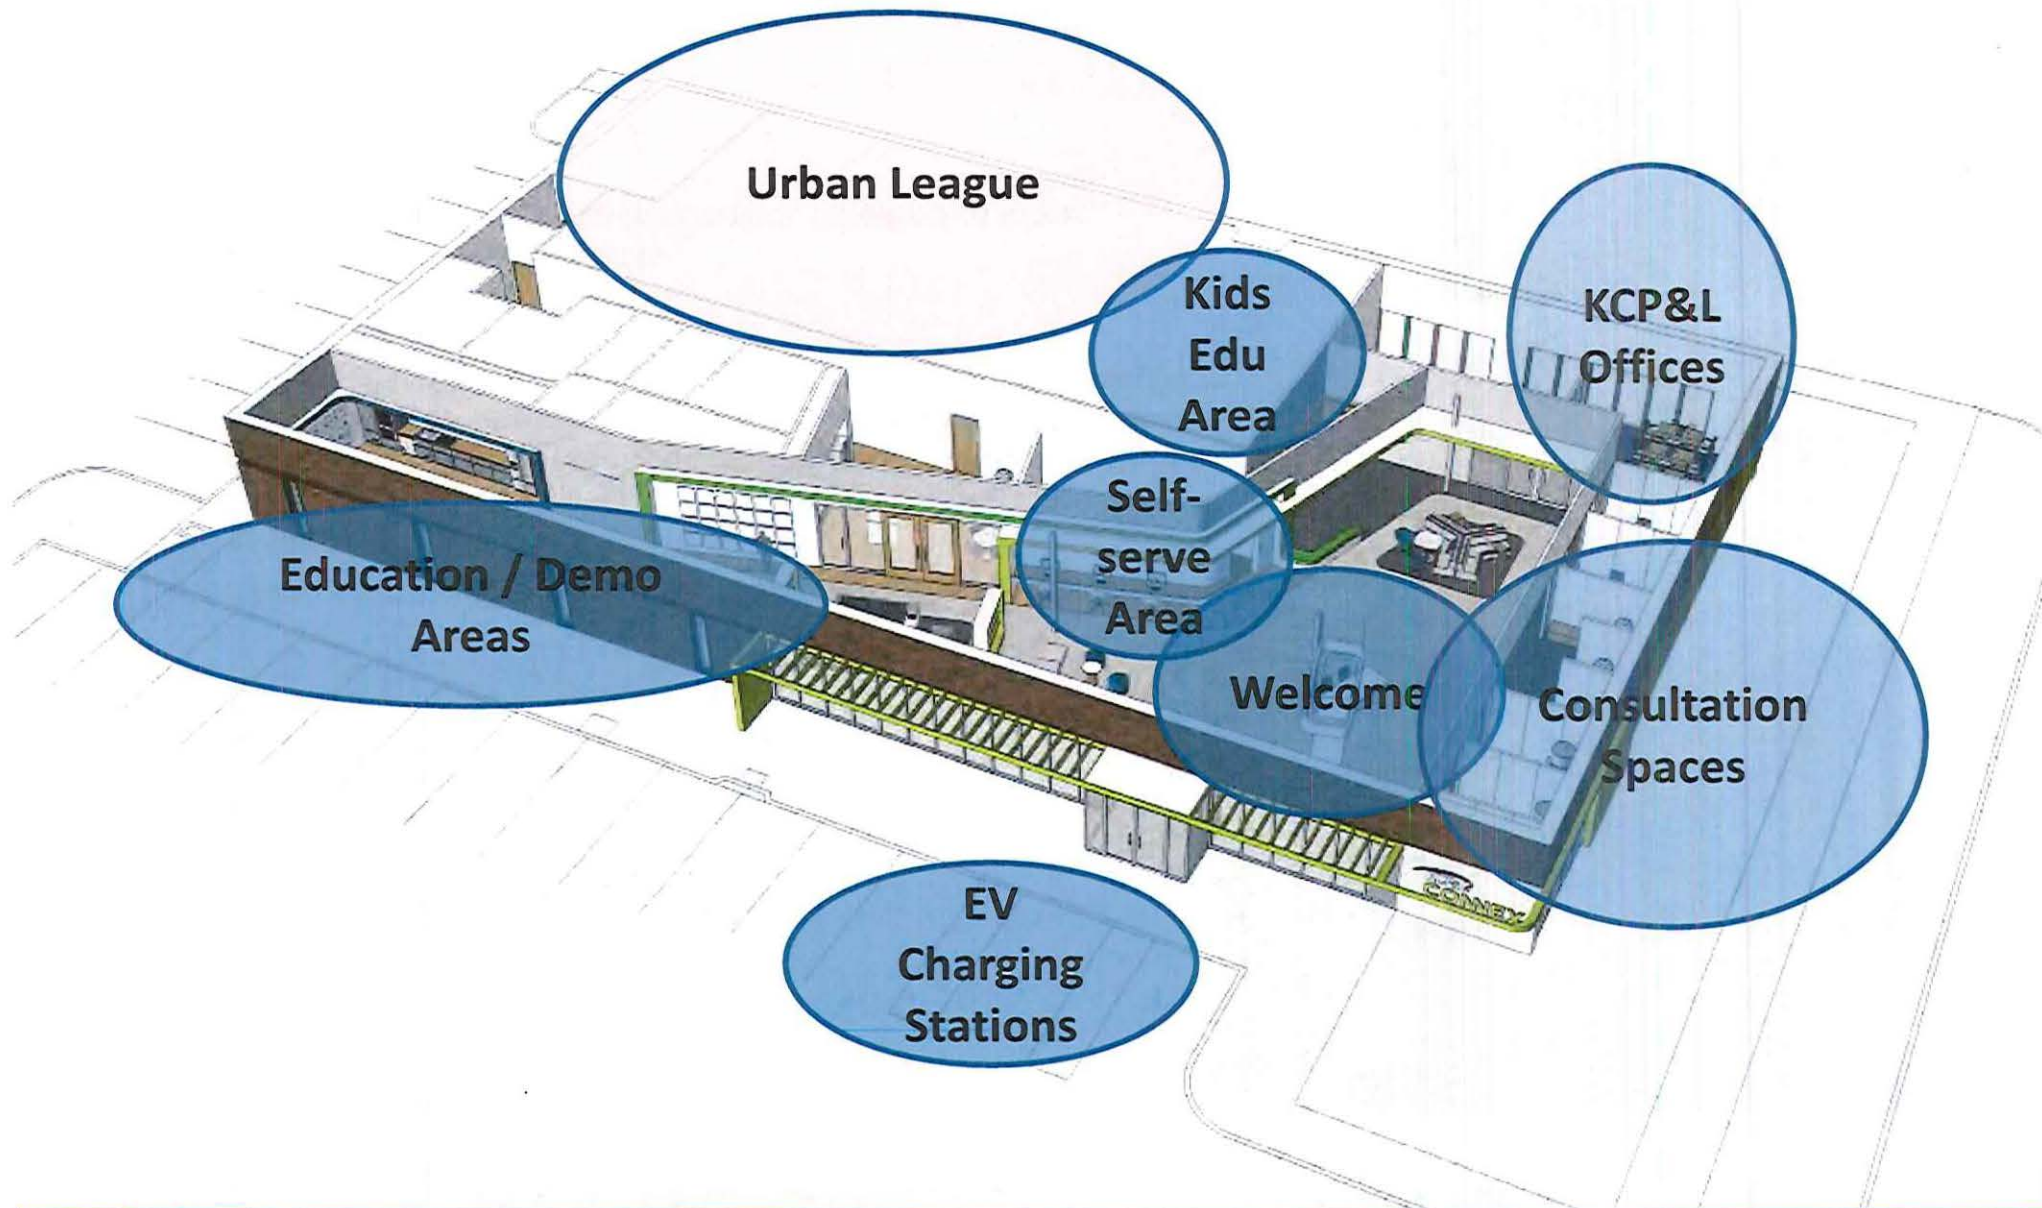 Urban League
Kids
Edu
Area
KCP&L
Offices
Self-
serve
Area
Education / Demo
Areas
Welcome
Consultation
Spaces
EV
Charging
Stations
CONNEX